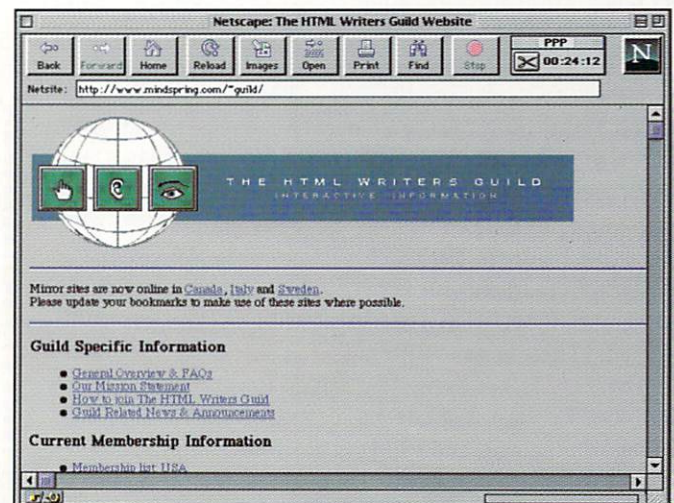 Netscape: The HTML Writers Guild Website
Back Forward Home Reload Images Open Print Find Stop
PPP
00:24:12
N
Netsite: http://www.mindspring.com/~guild/
THE HTML WRITERS GUILD
INTERACTIVE INFORMATION
Mirror sites are now online in Canada, Italy and Sweden.
Please update your bookmarks to make use of these sites where possible.
Guild Specific Information
General Overview & FAQs
Our Mission Statement
How to join The HTML Writers Guild
Guild Related News & Announcements
Current Membership Information
Membership list: USA